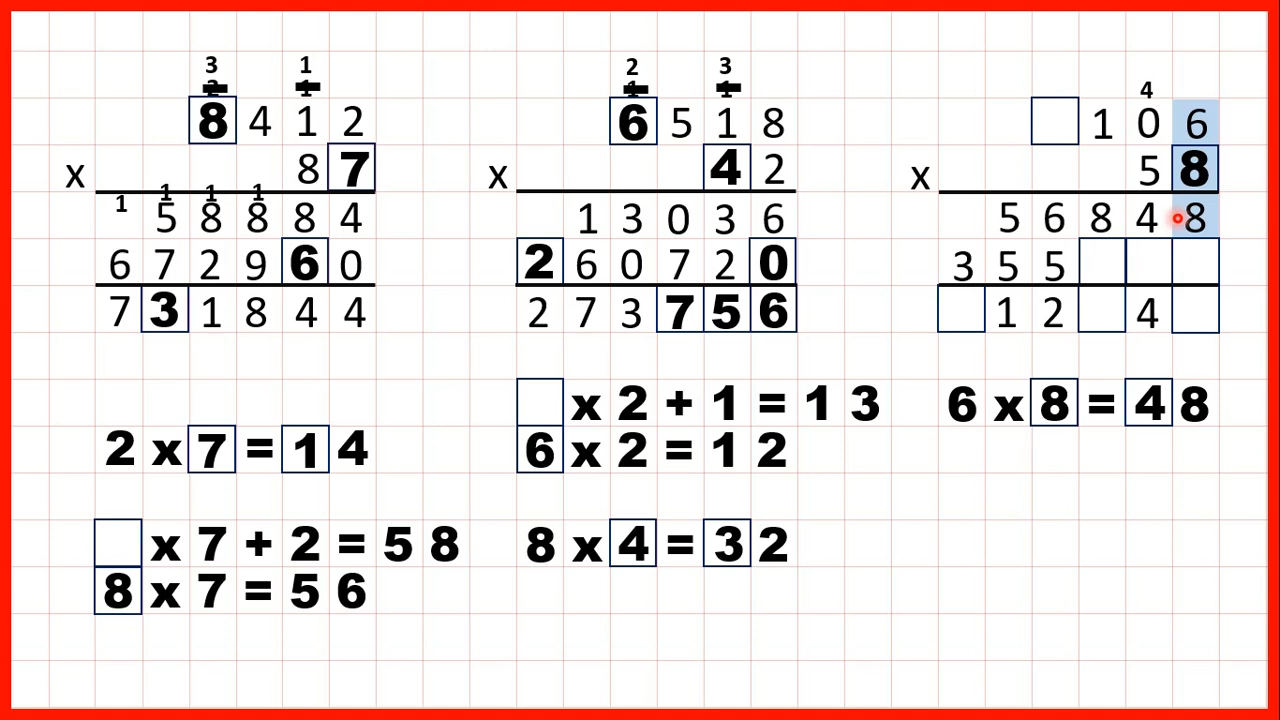 3 1
2 1
8 4 1 2
x 8 7
1 1 1 1
5 8 8 8 4
6 7 2 9 6 0
7 3 1 8 4 4
2 x 7 = 1 4
x 7 + 2 = 5 8
8 x 7 = 5 6
2 3
1 1
6 5 1 8
x 4 2
1 3 0 3 6
2 6 0 7 2 0
2 7 3 7 5 6
x 2 + 1 = 1 3
6 x 2 = 1 2
8 x 4 = 3 2
4
1 0 6
x 5 8
5 6 8 4 8
3 5 5
1 2 4
6 x 8 = 4 8